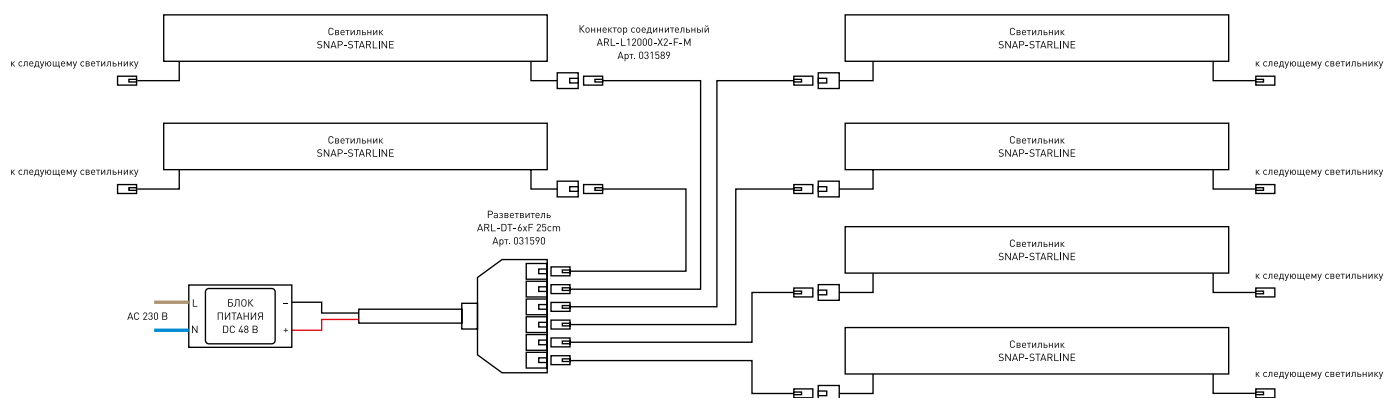 Светильник
SNAP-STARLINE
к следующему светильнику
Коннектор соединительный
ARL-L12000-X2-F-M
Арт. 031589
Светильник
SNAP-STARLINE
к следующему светильнику
Светильник
SNAP-STARLINE
к следующему светильнику
Светильник
SNAP-STARLINE
к следующему светильнику
Разветвитель
ARL-DT-6xF 25cm
Арт. 031590
Светильник
SNAP-STARLINE
к следующему светильнику
AC 230 В
L
N
БЛОК
ПИТАНИЯ
DC 48 В
–
+
Светильник
SNAP-STARLINE
к следующему светильнику